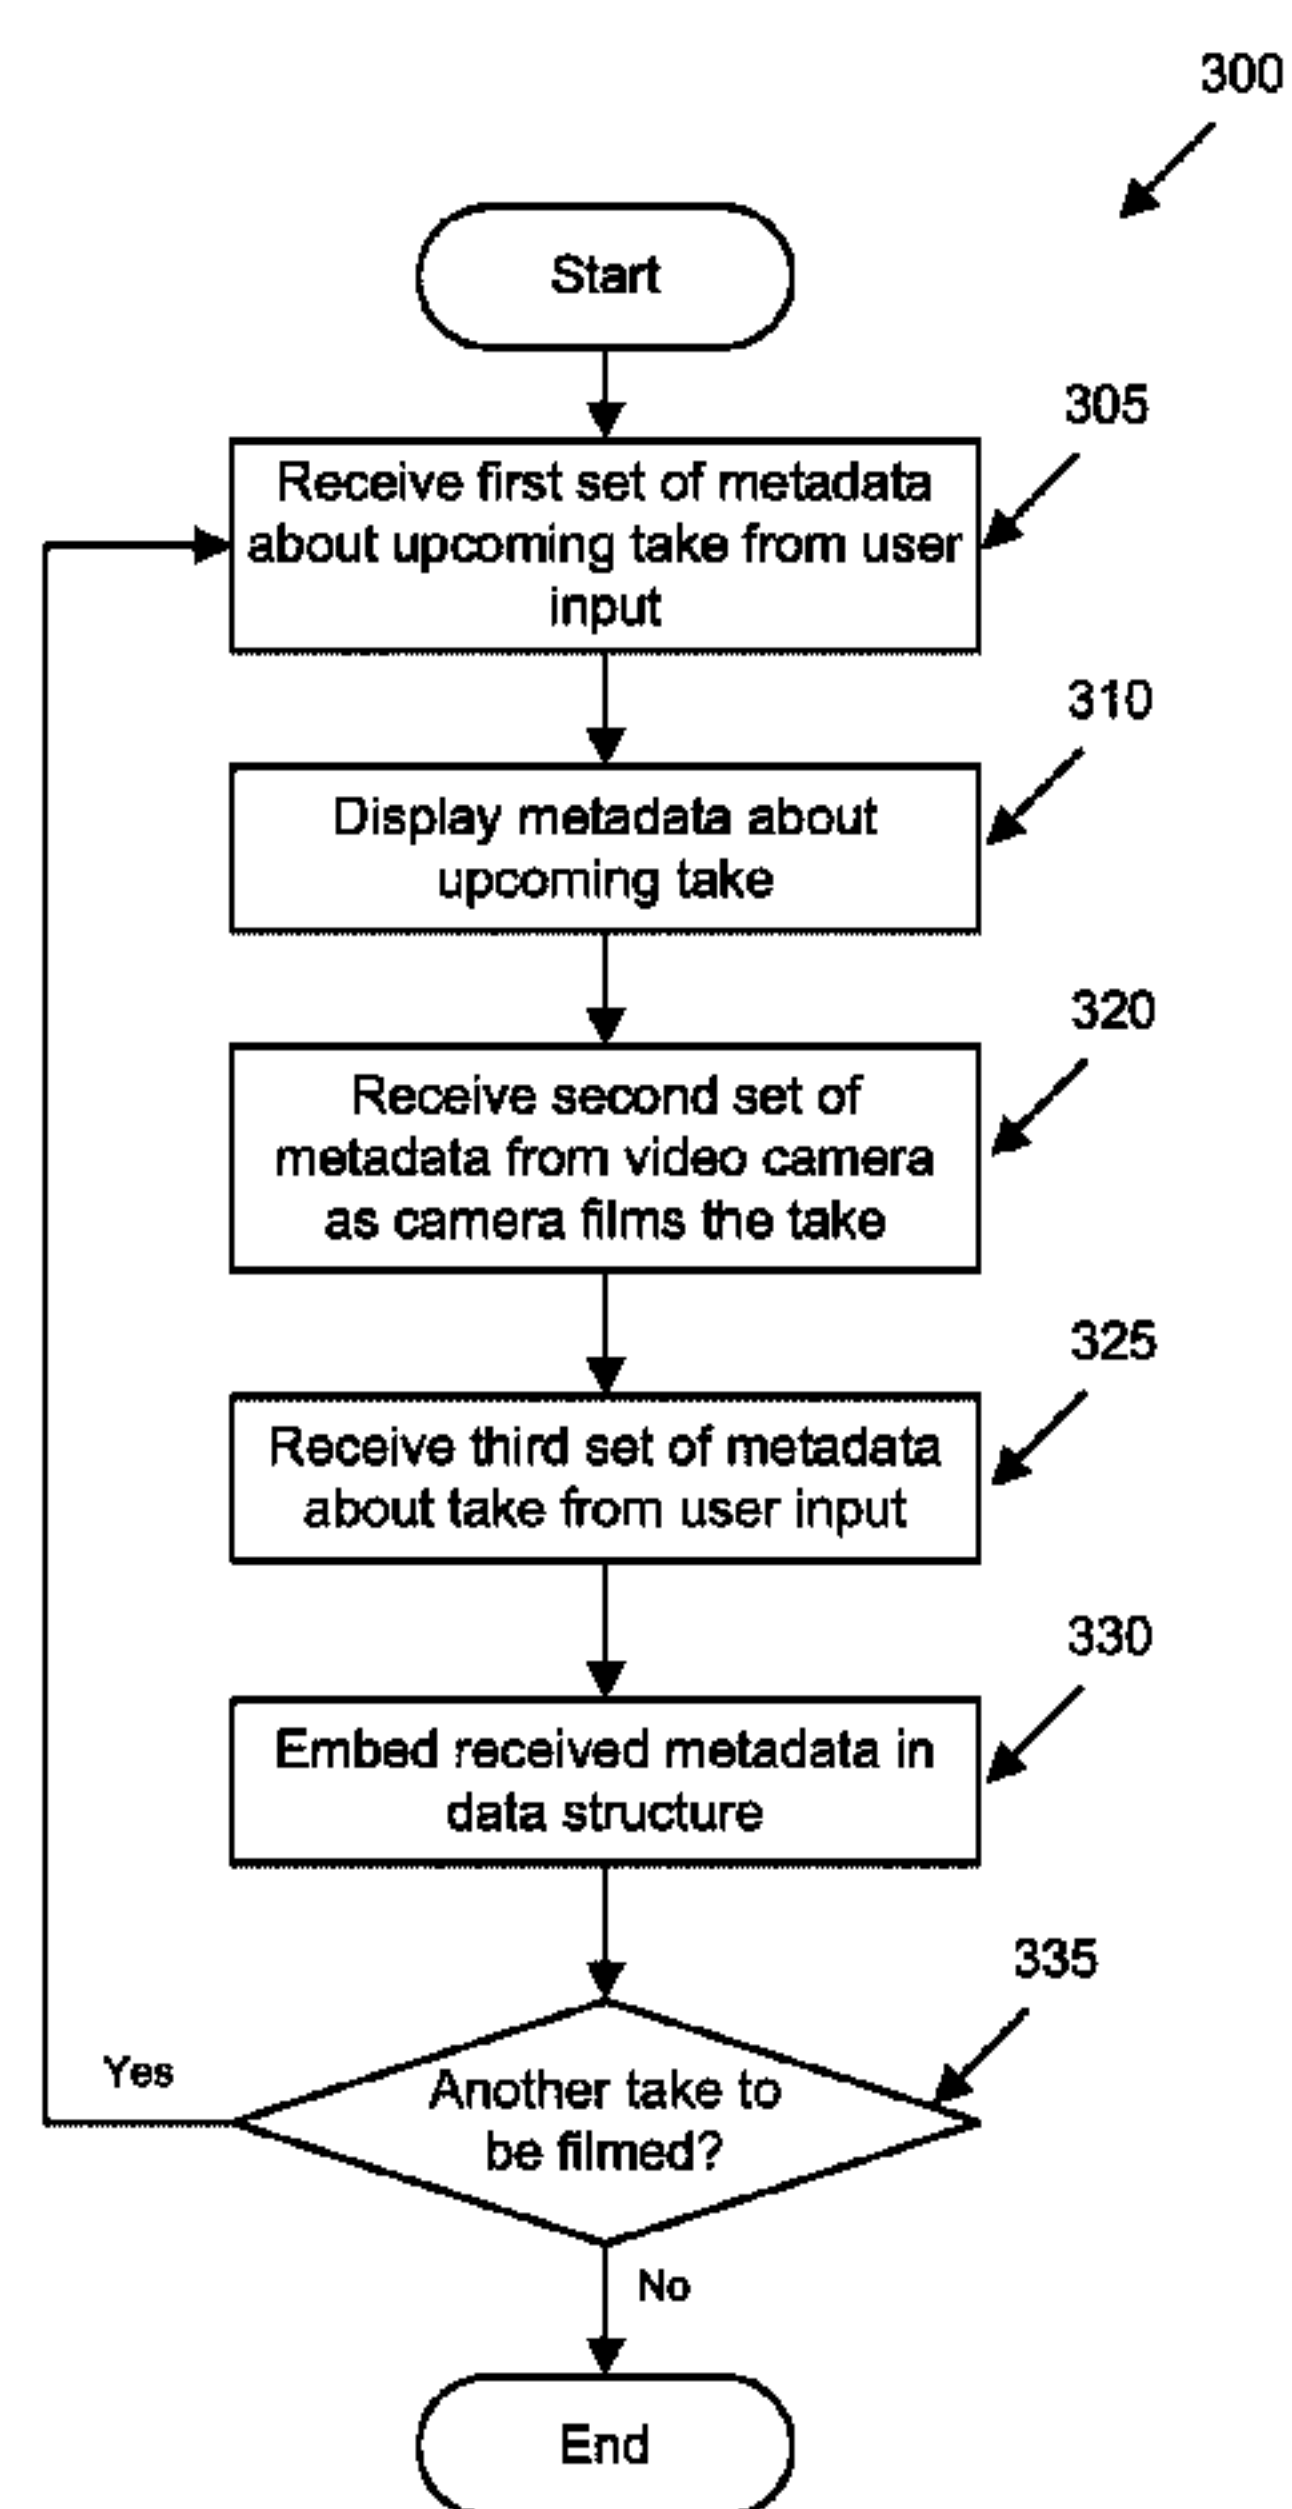 300
Start
305
Receive first set of metadata
about upcoming take from user
input
310
Display metadata about
upcoming take
320
Receive second set of
metadata from video camera
as camera films the take
325
Receive third set of metadata
about take from user input
330
Embed received metadata in
data structure
335
Another take to
be filmed?
Yes
No
End